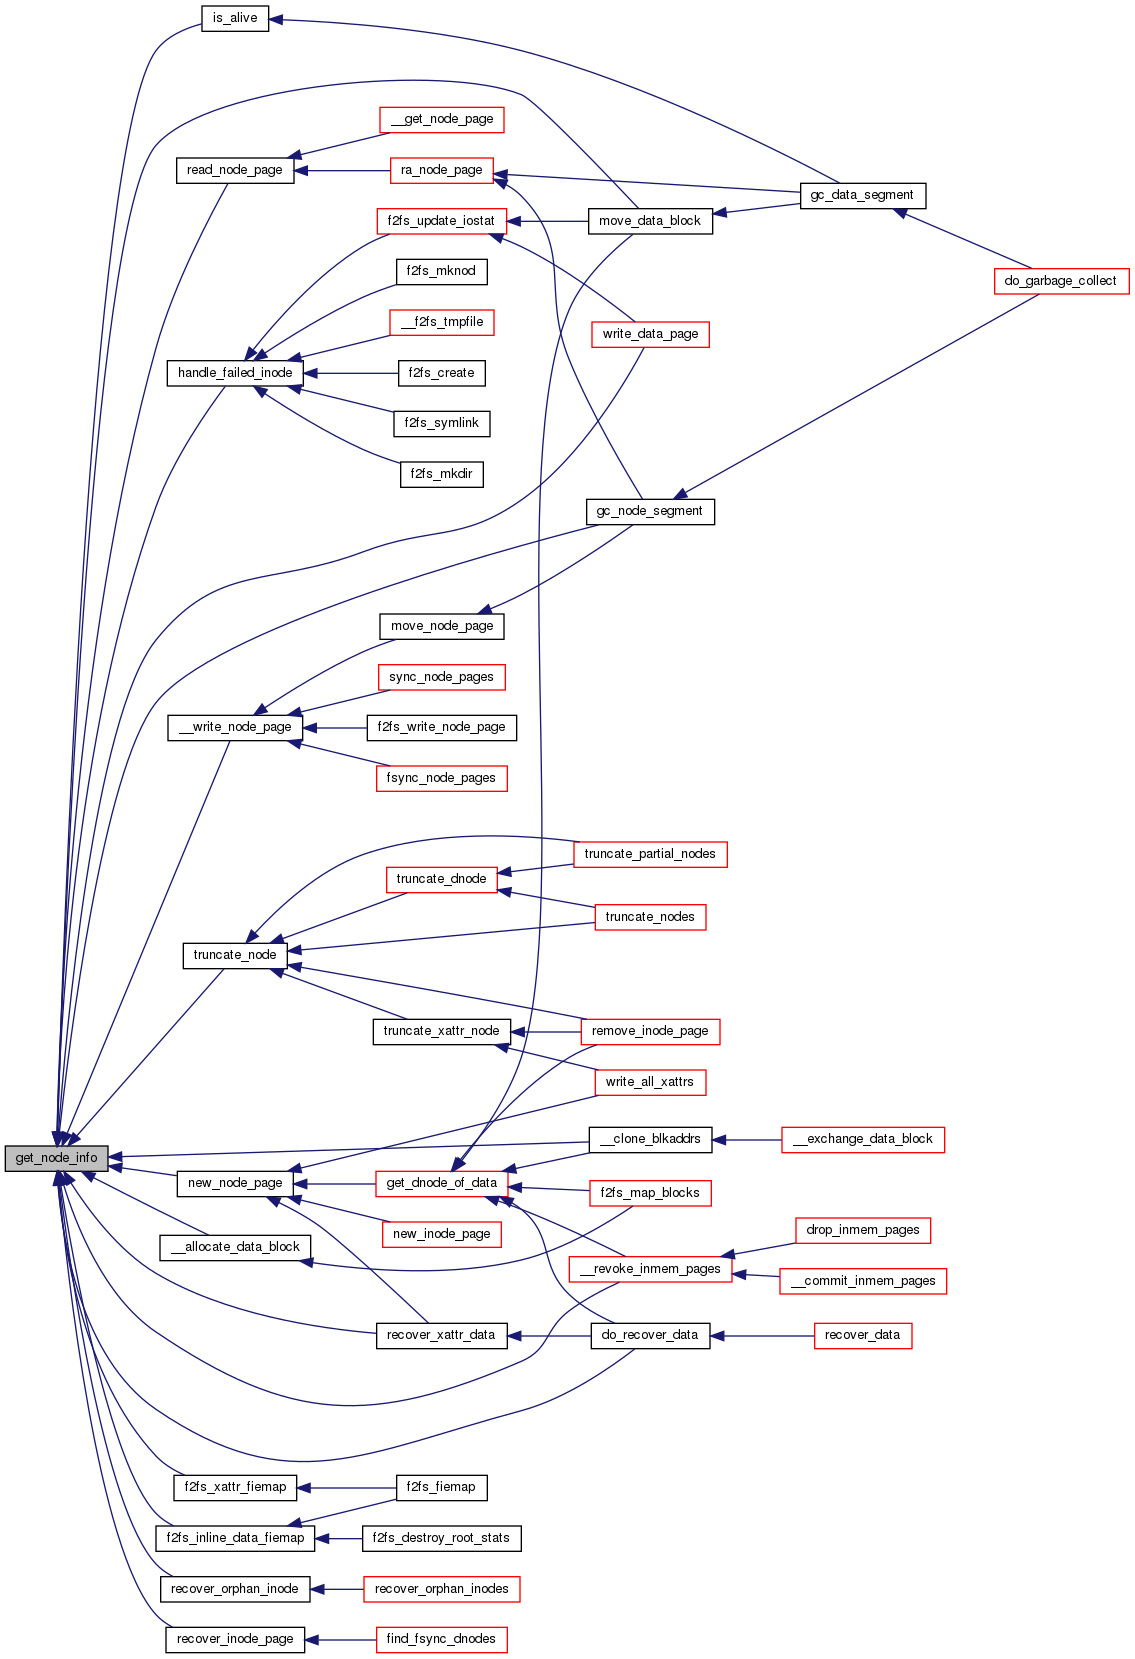 is_alive
__get_node_page
read_node_page
ra_node_page
gc_data_segment
f2fs_update_iostat
move_data_block
f2fs_mknod
do_garbage_collect
__f2fs_tmpfile
write_data_page
handle_failed_inode
f2fs_create
f2fs_symlink
f2fs_mkdir
gc_node_segment
move_node_page
sync_node_pages
__write_node_page
f2fs_write_node_page
fsync_node_pages
truncate_partial_nodes
truncate_dnode
truncate_nodes
truncate_node
truncate_xattr_node
remove_inode_page
write_all_xattrs
__clone_blkaddrs
__exchange_data_block
get_node_info
new_node_page
get_dnode_of_data
f2fs_map_blocks
new_inode_page
drop_inmem_pages
__allocate_data_block
__revoke_inmem_pages
__commit_inmem_pages
recover_xattr_data
do_recover_data
recover_data
f2fs_xattr_fiemap
f2fs_fiemap
f2fs_inline_data_fiemap
f2fs_destroy_root_stats
recover_orphan_inode
recover_orphan_inodes
recover_inode_page
find_fsync_dnodes